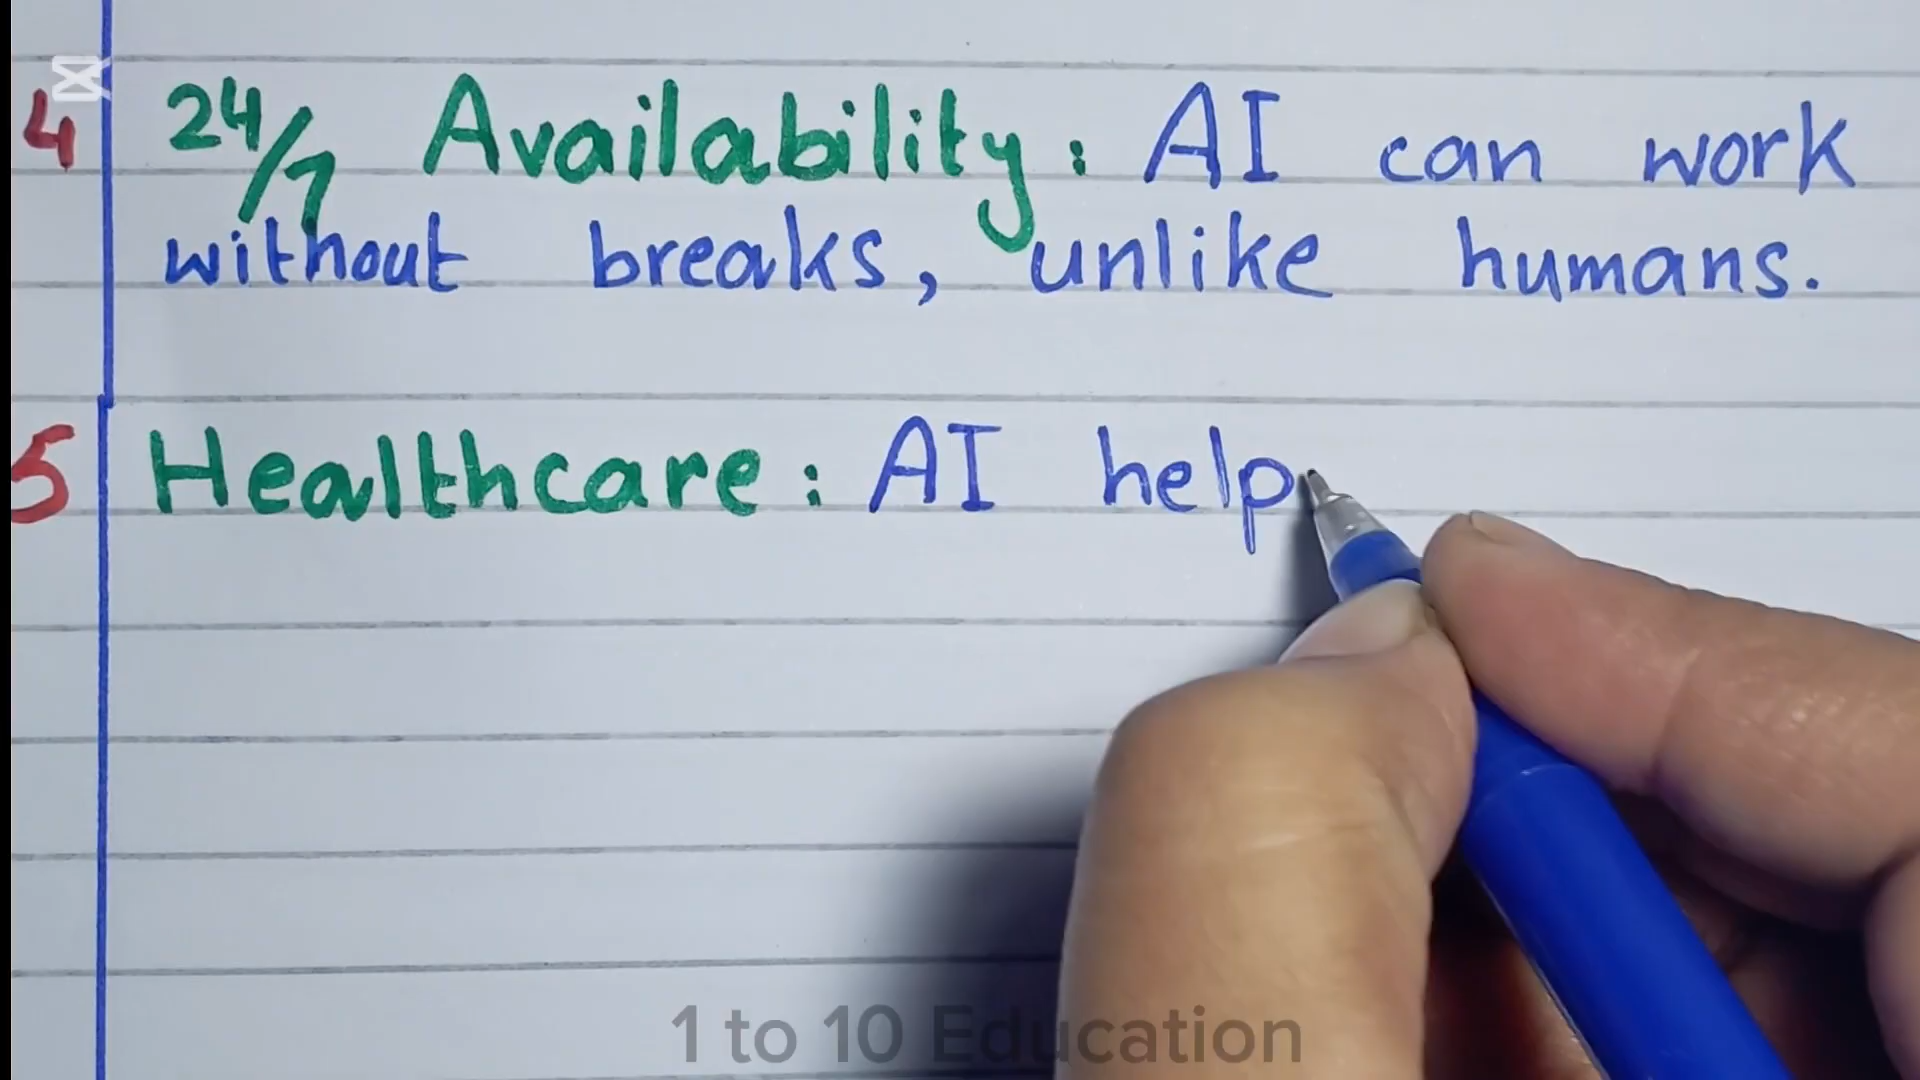 4 24/7 Availability: AI can work
without breaks, unlike humans.
5 Healthcare: AI help
1 to 10 Education